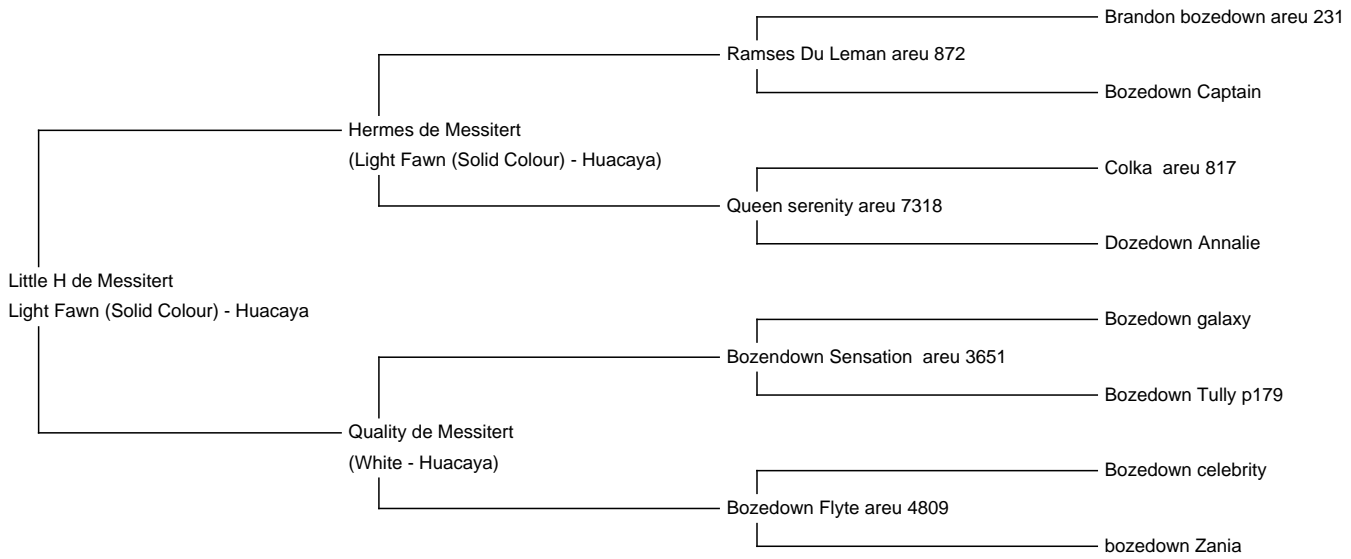 Brandon bozedown areu 231
Ramses Du Leman areu 872
Bozedown Captain
Hermes de Messitert
(Light Fawn (Solid Colour) - Huacaya)
Colka  areu 817
Queen serenity areu 7318
Dozedown Annalie
Little H de Messitert
Light Fawn (Solid Colour) - Huacaya
Bozedown galaxy
Bozendown Sensation  areu 3651
Bozedown Tully p179
Quality de Messitert
(White - Huacaya)
Bozedown celebrity
Bozedown Flyte areu 4809
bozedown Zania